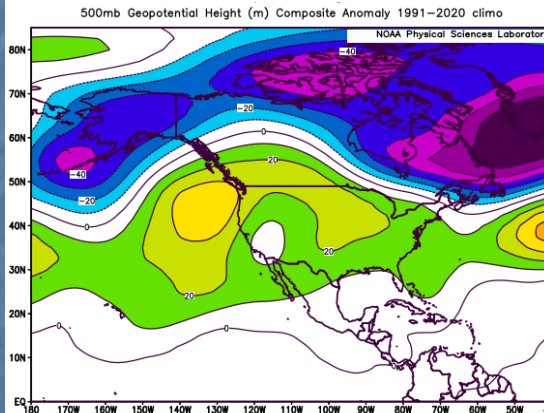 500mb Geopotential Height (m) Composite Anomaly 1991–2020 climo
NOAA Physical Sciences Laborator
80N
70N
60N
50N
40N
30N
20N
10N
EQ
-40
-20
0
20
-40
-20
20
20
20
0
0
180 170W 160W 150W 140W 130W 120W 110W 100W 90W 80W 70W 60W 50W